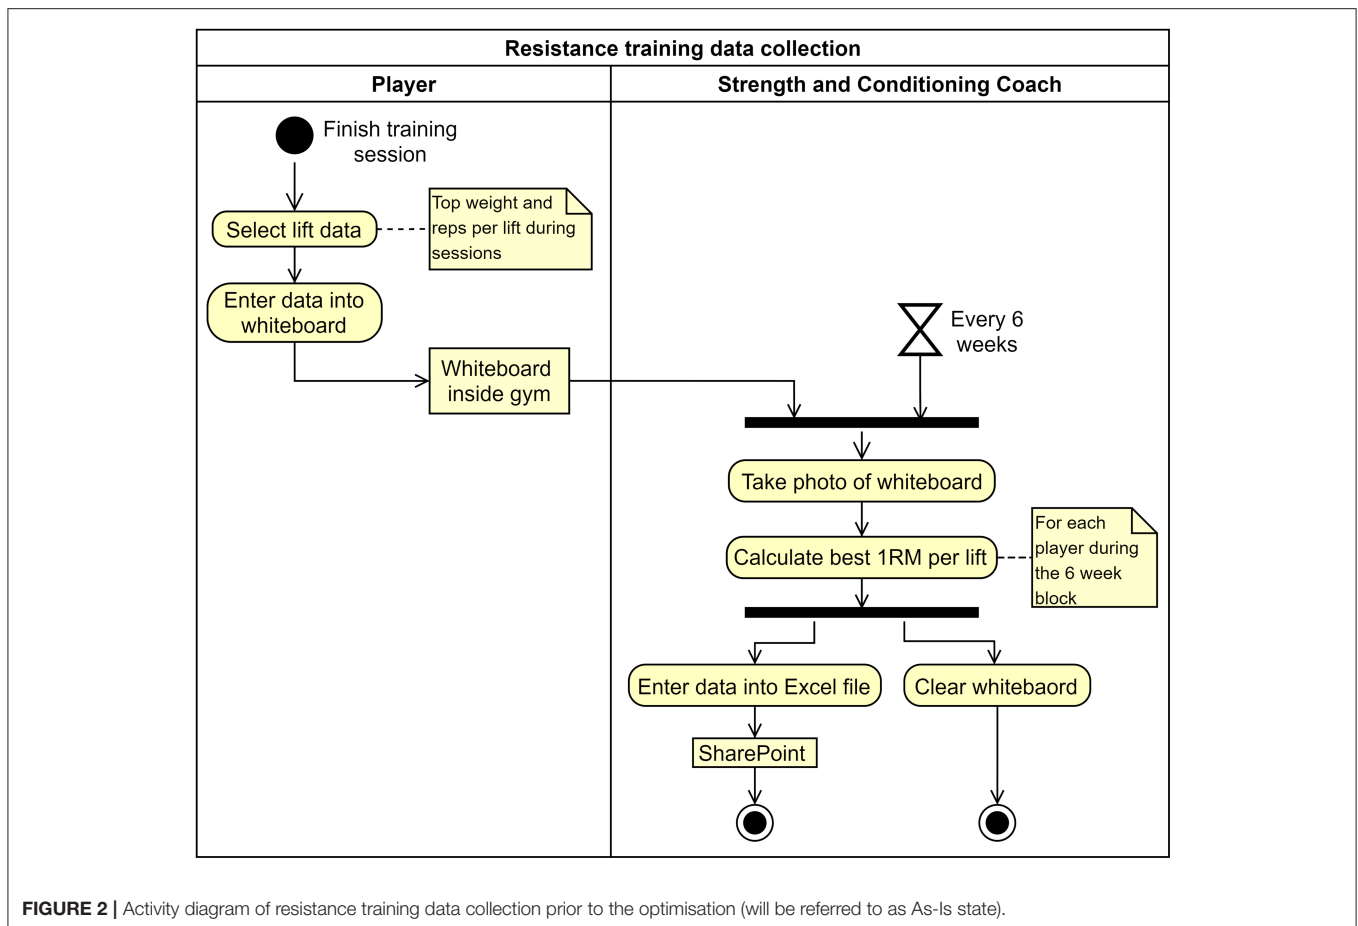 Resistance training data collection
Player
Strength and Conditioning Coach
Finish training
session
Select lift data
Top weight and
reps per lift during
sessions
Enter data into
whiteboard
Whiteboard
inside gym
Every 6
weeks
Take photo of whiteboard
Calculate best 1RM per lift
For each
player during
the 6 week
block
Enter data into Excel file
Clear whitebaord
SharePoint
FIGURE 2 | Activity diagram of resistance training data collection prior to the optimisation (will be referred to as As-Is state).